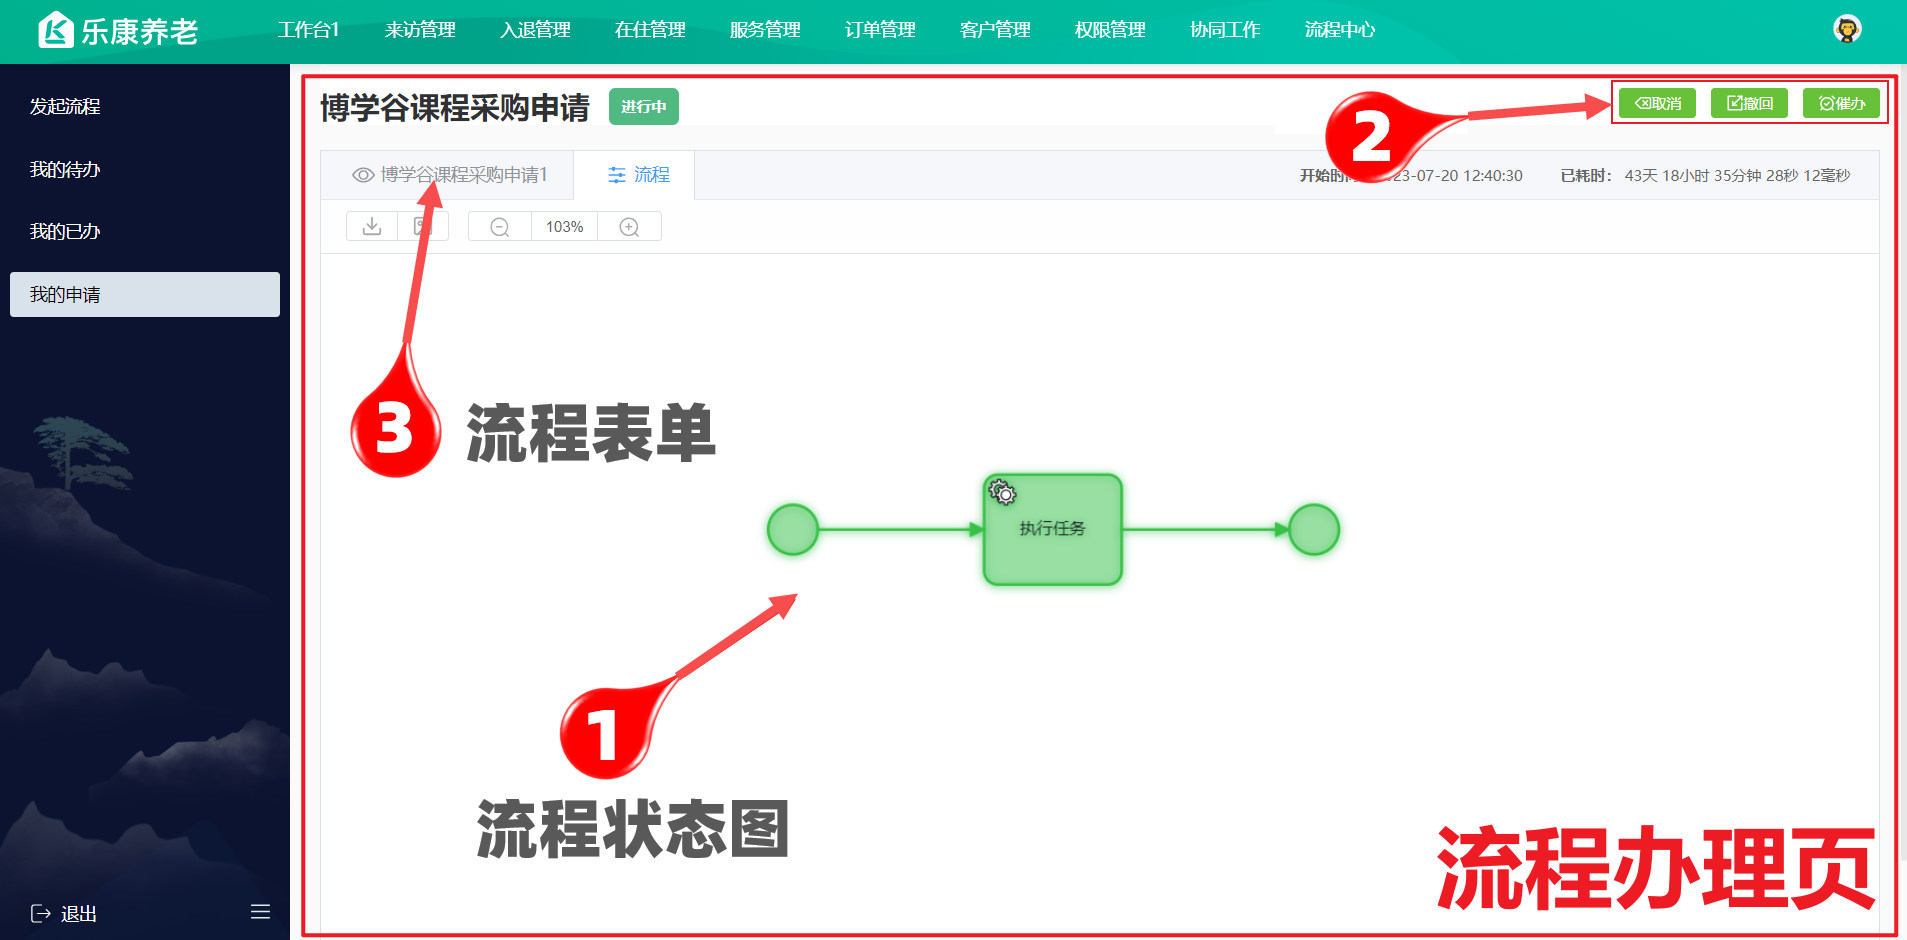 乐康养老 工作台1 来访管理 入退管理 在住管理 服务管理 订单管理 客户管理 权限管理 协同工作 流程中心
发起流程
我的待办
我的已办
我的申请
退出
博学谷课程采购申请 进行中
取消 撤回 催办
2
博学谷课程采购申请1 流程
开始时 23-07-20 12:40:30 已耗时： 43天 18小时 35分钟 28秒 12毫秒
103%
3 流程表单
执行任务
1
流程状态图
流程办理页